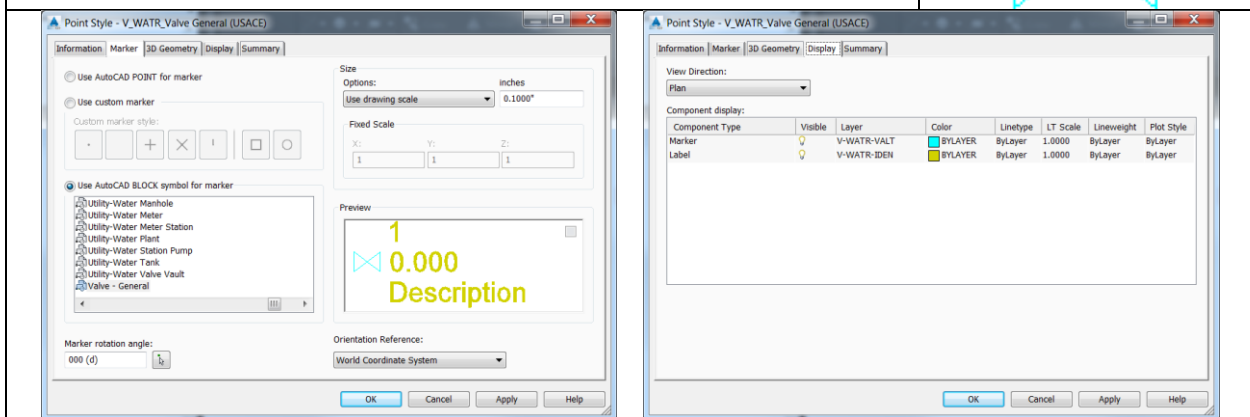 Point Style - V_WATR_Valve General (USACE)
Information Marker 3D Geometry Display Summary
Use AutoCAD POINT for marker
Use custom marker
Custom marker style:
Use AutoCAD BLOCK symbol for marker
Utility-Water Manhole
Utility-Water Meter
Utility-Water Meter Station
Utility-Water Plant
Utility-Water Station Pump
Utility-Water Tank
Utility-Water Valve Vault
Valve - General
Marker rotation angle:
000 (d)
Size
Options: inches
Use drawing scale 0.1000"
Fixed Scale
X: Y: Z:
1 1 1
Preview
1
0.000
Description
Orientation Reference:
World Coordinate System
OK Cancel Apply Help
Point Style - V_WATR_Valve General (USACE)
Information Marker 3D Geometry Display Summary
View Direction:
Plan
Component display:
Component Type Visible Layer Color Linetype LT Scale Lineweight Plot Style
Marker V-WATR-VALT BYLAYER ByLayer 1.0000 ByLayer ByLayer
Label V-WATR-IDEN BYLAYER ByLayer 1.0000 ByLayer ByLayer
OK Cancel Apply Help